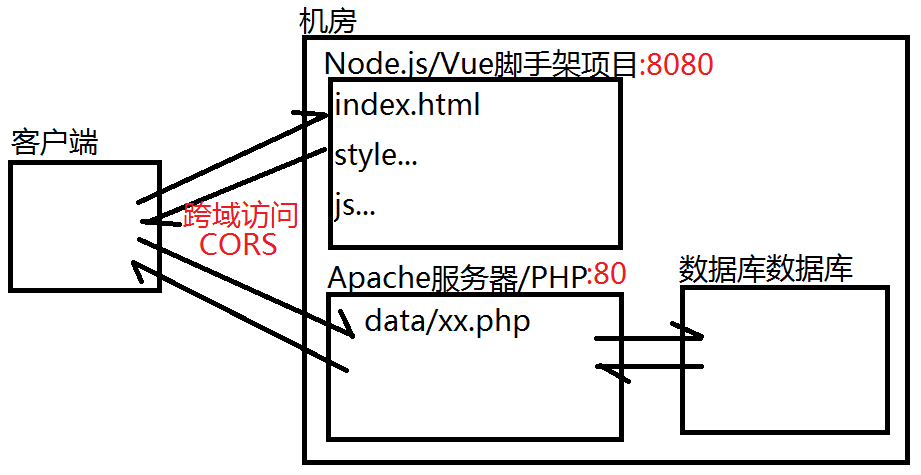 机房
Node.js/Vue脚手架项目:8080
index.html
style...
js...
客户端
跨域访问
CORS
Apache服务器/PHP:80
data/xx.php
数据库数据库